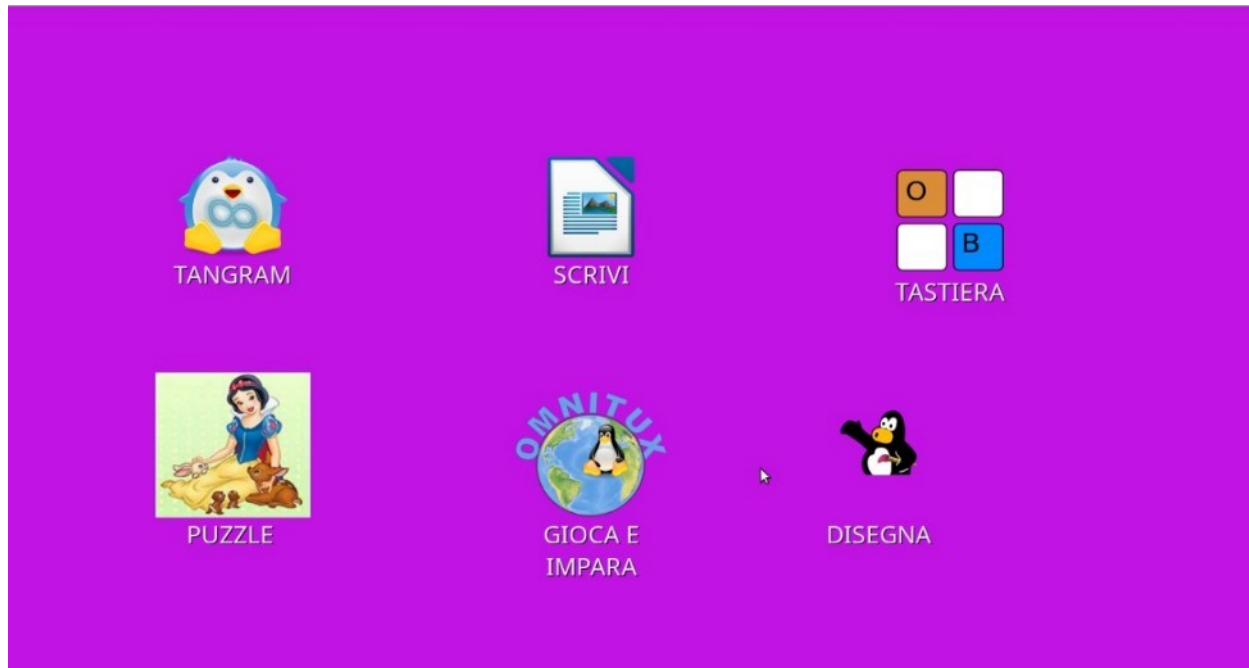 O
B
TANGRAM
SCRIVI
TASTIERA
OMNITUX
PUZZLE
GIOCA E
IMPARA
DISEGNA